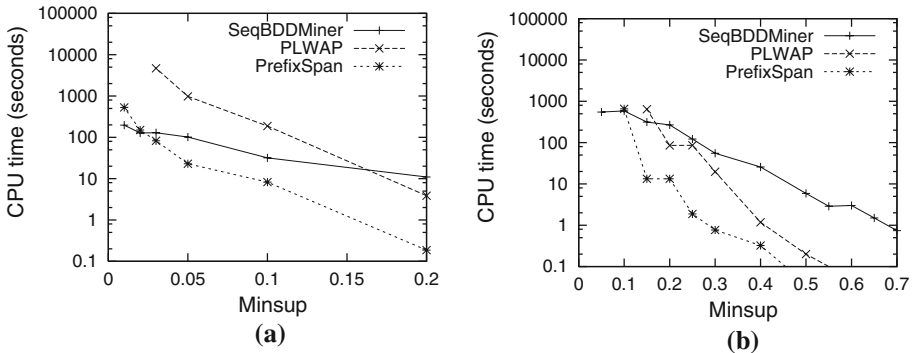 100000
10000
1000
100
10
1
0.1
CPU time (seconds)
SeqBDDMiner
PLWAP
PrefixSpan
0
0.05
0.1
0.15
0.2
Minsup
(a)
100000
10000
1000
100
10
1
0.1
CPU time (seconds)
SeqBDDMiner
PLWAP
PrefixSpan
0
0.1
0.2
0.3
0.4
0.5
0.6
0.7
Minsup
(b)